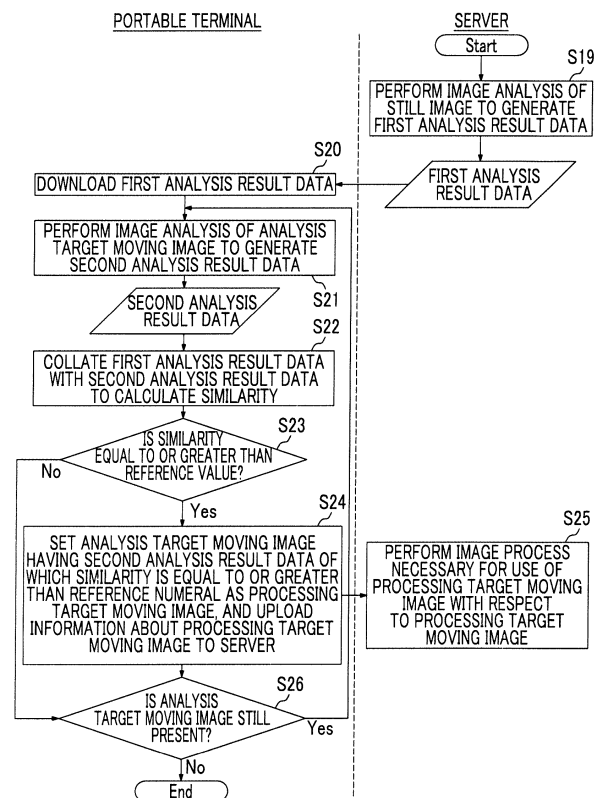 PORTABLE TERMINAL
SERVER
Start
S19
PERFORM IMAGE ANALYSIS OF
STILL IMAGE TO GENERATE
FIRST ANALYSIS RESULT DATA
S20
DOWNLOAD FIRST ANALYSIS RESULT DATA
FIRST ANALYSIS
RESULT DATA
PERFORM IMAGE ANALYSIS OF ANALYSIS
TARGET MOVING IMAGE TO GENERATE
SECOND ANALYSIS RESULT DATA
S21
SECOND ANALYSIS
RESULT DATA
S22
COLLATE FIRST ANALYSIS RESULT DATA
WITH SECOND ANALYSIS RESULT DATA
TO CALCULATE SIMILARITY
S23
IS SIMILARITY
EQUAL TO OR GREATER THAN
REFERENCE VALUE?
No
Yes
S24
SET ANALYSIS TARGET MOVING IMAGE
HAVING SECOND ANALYSIS RESULT DATA OF
WHICH SIMILARITY IS EQUAL TO OR GREATER
THAN REFERENCE NUMERAL AS PROCESSING
TARGET MOVING IMAGE, AND UPLOAD
INFORMATION ABOUT PROCESSING TARGET
MOVING IMAGE TO SERVER
S25
PERFORM IMAGE PROCESS
NECESSARY FOR USE OF
PROCESSING TARGET MOVING
IMAGE WITH RESPECT
TO PROCESSING TARGET
MOVING IMAGE
S26
IS ANALYSIS
TARGET MOVING IMAGE STILL
PRESENT?
Yes
No
End